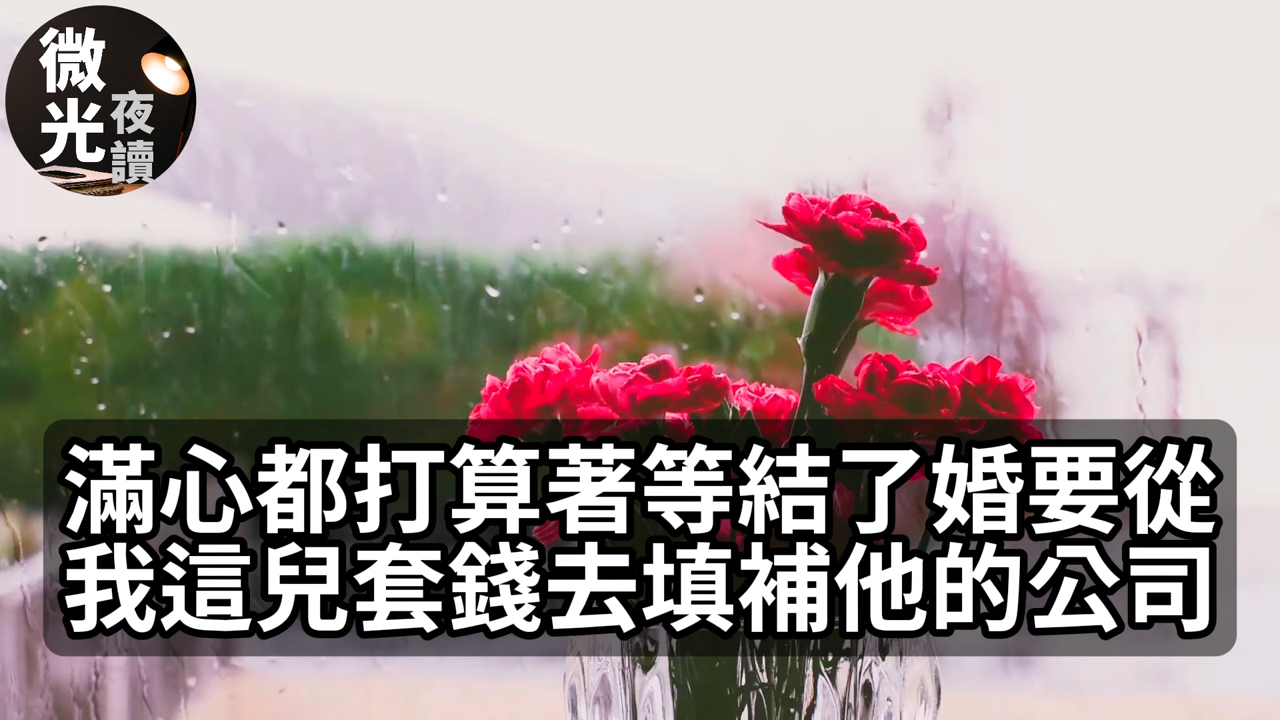 微光
夜讀
滿心都打算著等結了婚要從
我這兒套錢去填補他的公司